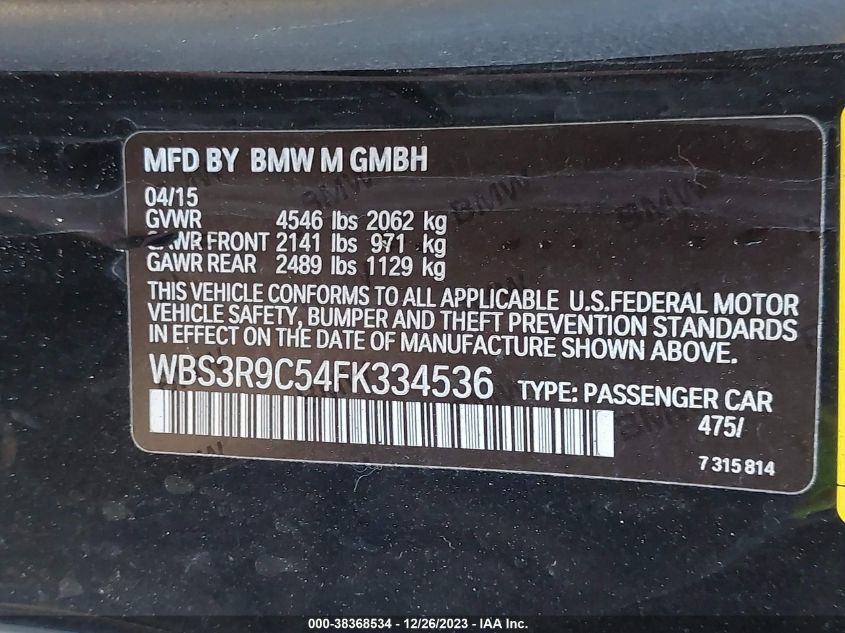 MFD BY BMW M GMBH
04/15
GVWR 4546 lbs 2062 kg
GAWR FRONT 2141 lbs 971 kg
GAWR REAR 2489 lbs 1129 kg
THIS VEHICLE CONFORMS TO ALL APPLICABLE U.S.FEDERAL MOTOR
VEHICLE SAFETY, BUMPER AND THEFT PREVENTION STANDARDS
IN EFFECT ON THE DATE OF MANUFACTURE SHOWN ABOVE.
WBS3R9C54FK334536 TYPE: PASSENGER CAR
475/
7 315 814
000-38368534 - 12/26/2023 - IAA Inc.